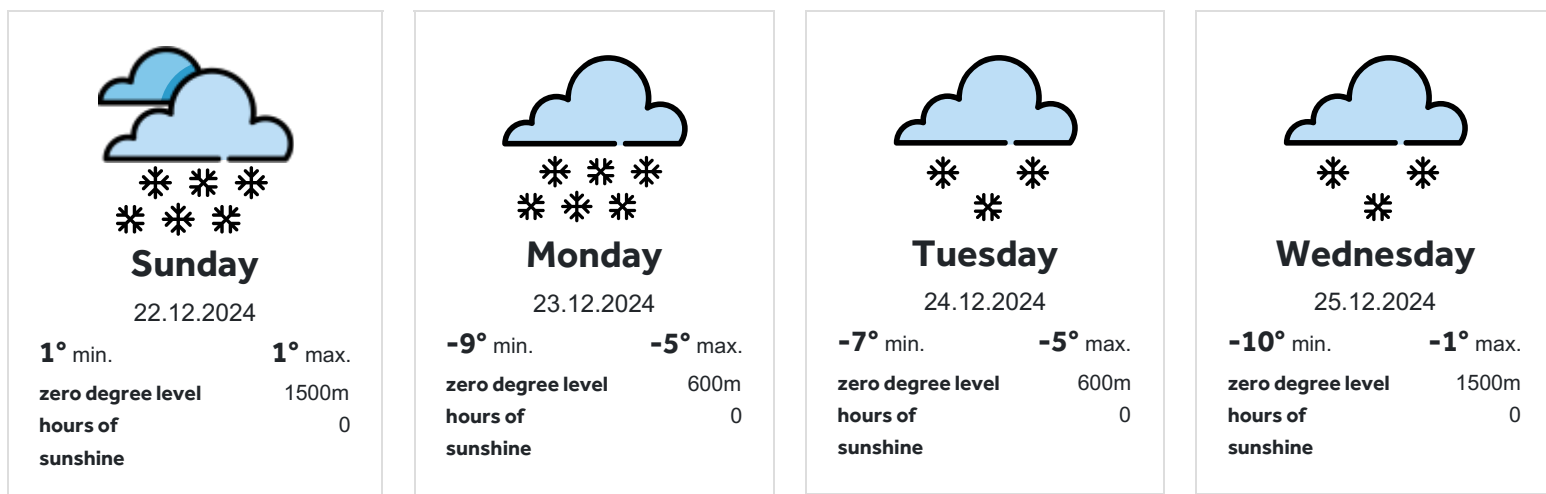 Sunday
22.12.2024
1° min. 1° max.
zero degree level 1500m
hours of 0
sunshine
Monday
23.12.2024
-9° min. -5° max.
zero degree level 600m
hours of 0
sunshine
Tuesday
24.12.2024
-7° min. -5° max.
zero degree level 600m
hours of 0
sunshine
Wednesday
25.12.2024
-10° min. -1° max.
zero degree level 1500m
hours of 0
sunshine